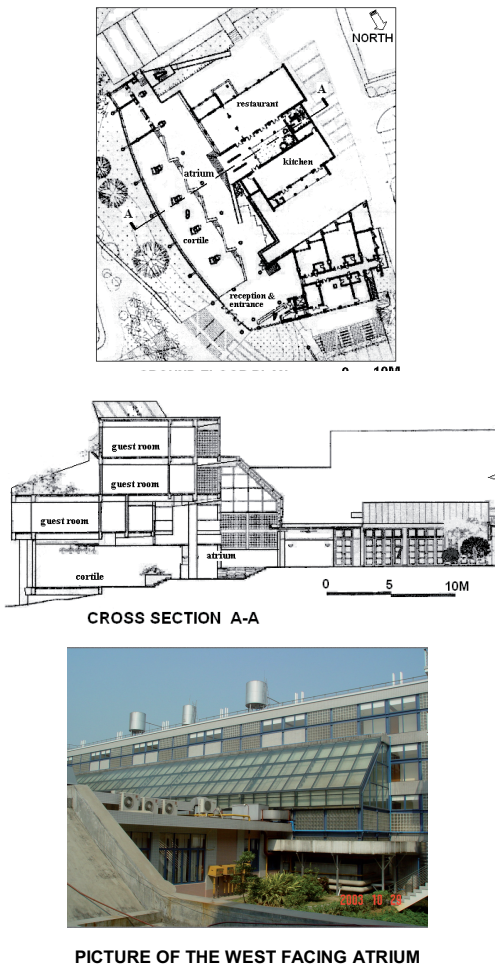 NORTH
A
restaurant
kitchen
atrium
A
cortile
reception &
entrance
10M
guest room
guest room
guest room
atrium
cortile
0 5 10M
CROSS SECTION A-A
2003 10 29
PICTURE OF THE WEST FACING ATRIUM